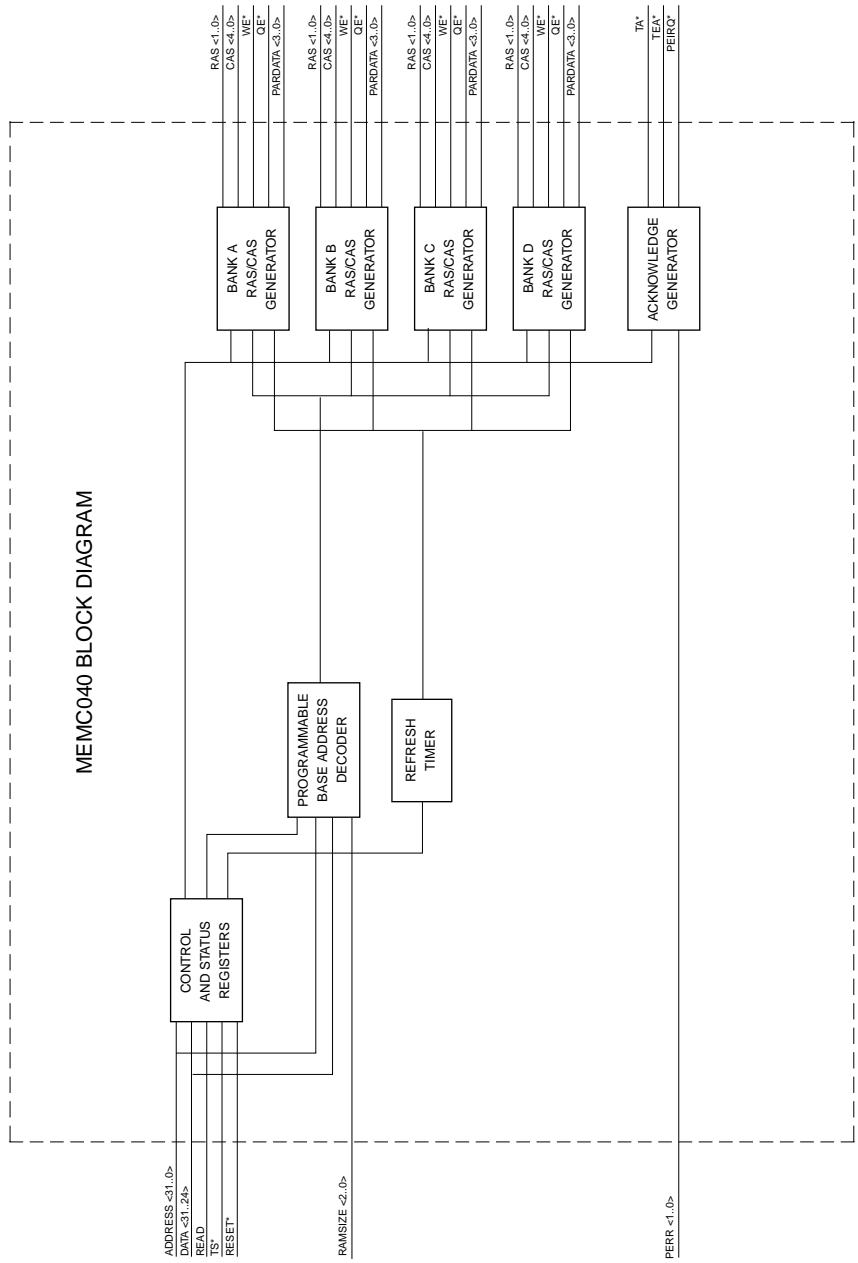 MEMC040 BLOCK DIAGRAM
ADDRESS <31..0>
DATA <31..24>
READ
TS*
RESET*
RAMSIZE <2..0>
PERR <1..0>
CONTROL
AND STATUS
REGISTERS
PROGRAMMABLE
BASE ADDRESS
DECODER
REFRESH
TIMER
BANK A
RAS/CAS
GENERATOR
BANK B
RAS/CAS
GENERATOR
BANK C
RAS/CAS
GENERATOR
BANK D
RAS/CAS
GENERATOR
ACKNOWLEDGE
GENERATOR
RAS <1..0>
CAS <4..0>
WE*
QE*
PARDATA <3..0>
RAS <1..0>
CAS <4..0>
WE*
QE*
PARDATA <3..0>
RAS <1..0>
CAS <4..0>
WE*
QE*
PARDATA <3..0>
RAS <1..0>
CAS <4..0>
WE*
QE*
PARDATA <3..0>
TA*
TEA*
PEIRQ*